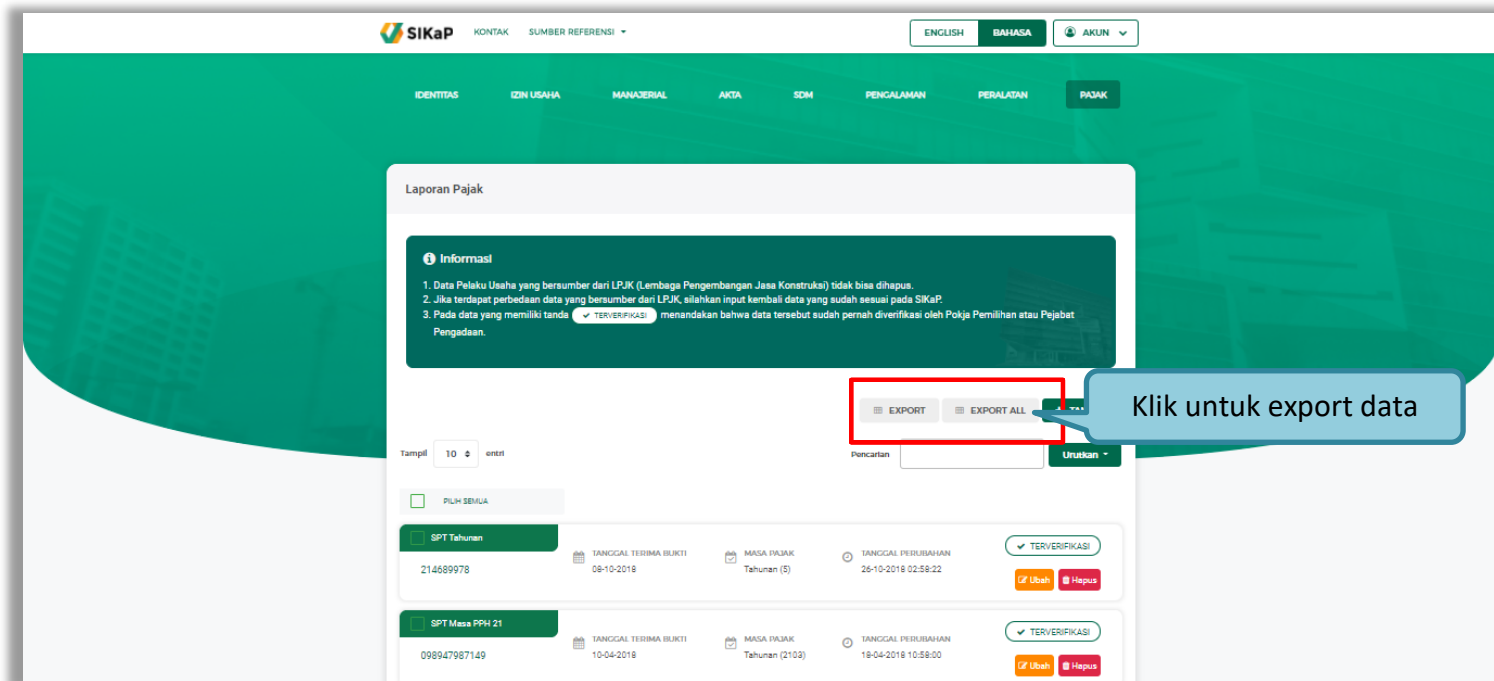 SIKaP KONTAK SUMBER REFERENSI ENGLISH BAHASA AKUN
IDENTITAS IZIN USAHA MANAJERIAL AKTA SDM PENGALAMAN PERALATAN PAJAK
Laporan Pajak
Informasi
1. Data Pelaku Usaha yang bersumber dari LPJK (Lembaga Pengembangan Jasa Konstruksi) tidak bisa dihapus.
2. Jika terdapat perbedaan data yang bersumber dari LPJK, silahkan input kembali data yang sudah sesuai pada SIKaP.
3. Pada data yang memiliki tanda TERVERIFIKASI menandakan bahwa data tersebut sudah pernah diverifikasi oleh Pokja Pemilihan atau Pejabat
Pengadaan.
EXPORT EXPORT ALL
Klik untuk export data
Tampil 10 entri Pencarian Urutkan
PILIH SEMUA
SPT Tahunan
214689978
TANGGAL TERIMA BUKTI
08-10-2018
MASA PAJAK
Tahunan (5)
TANGGAL PERUBAHAN
26-10-2018 02:58:22
TERVERIFIKASI
Ubah Hapus
SPT Masa PPH 21
098947987149
TANGGAL TERIMA BUKTI
10-04-2018
MASA PAJAK
Tahunan (2103)
TANGGAL PERUBAHAN
18-04-2018 10:58:00
TERVERIFIKASI
Ubah Hapus